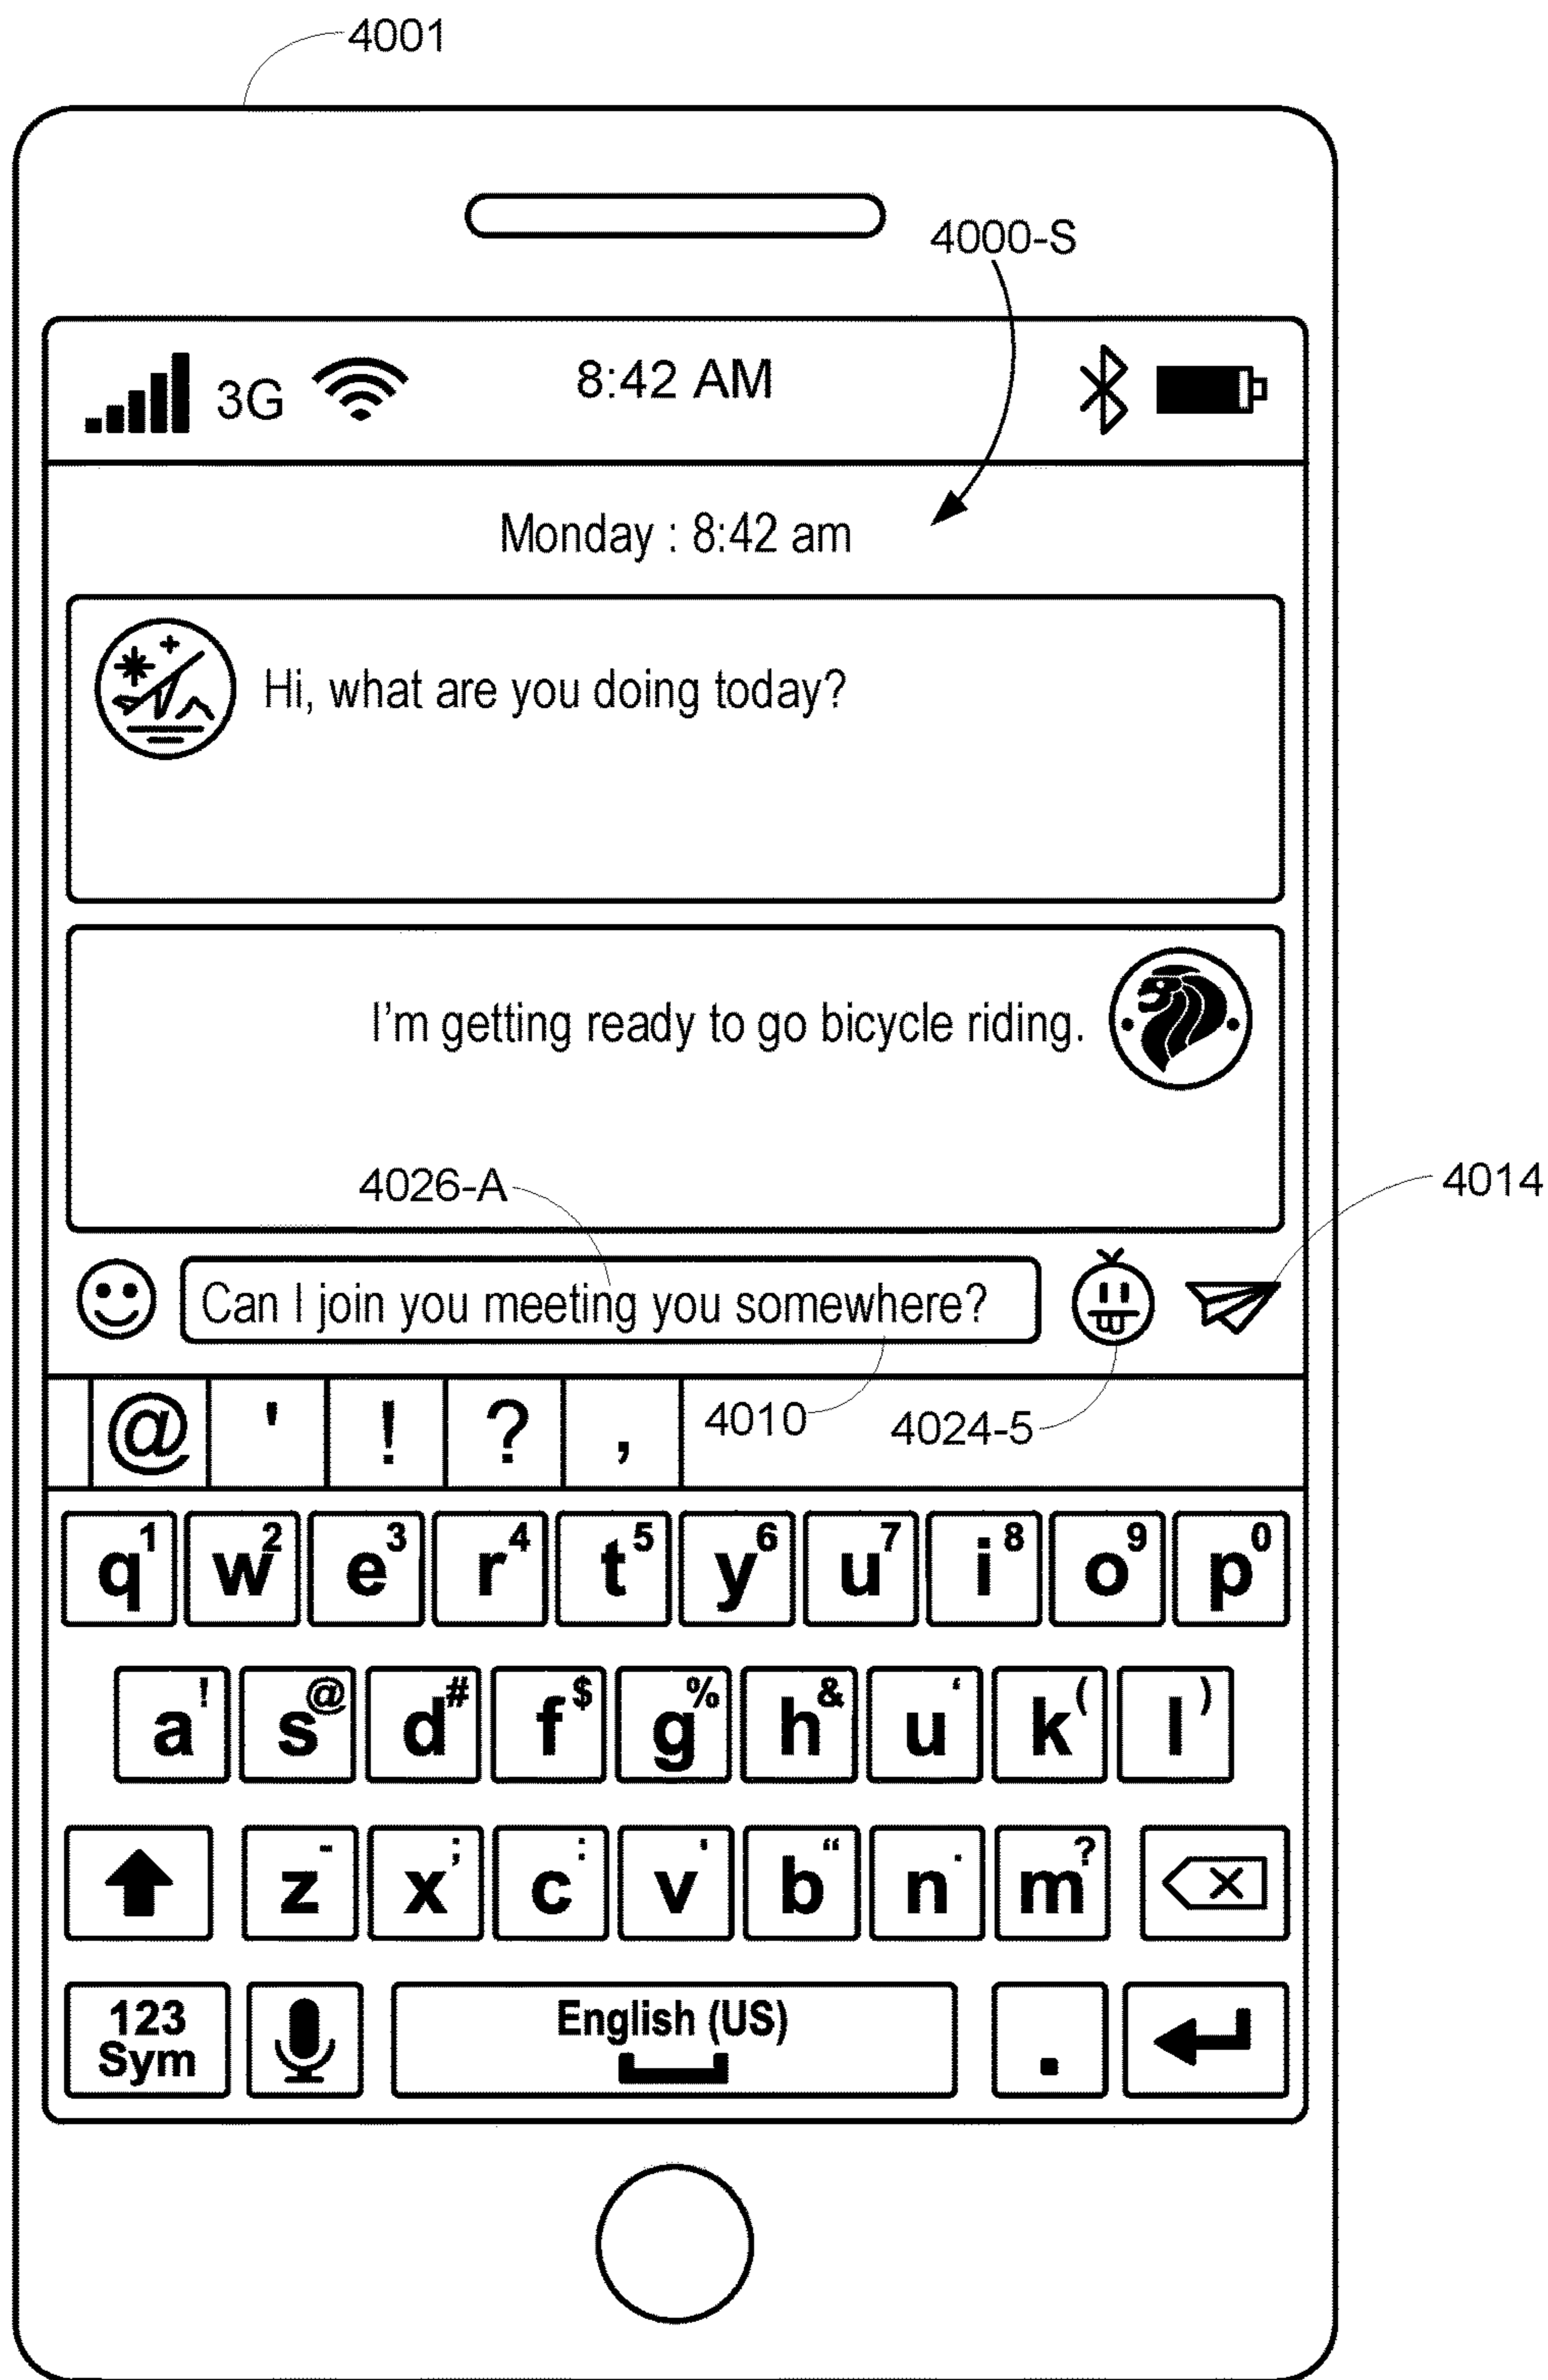 4001
4000-S
3G 8:42 AM
Monday : 8:42 am
Hi, what are you doing today?
I'm getting ready to go bicycle riding.
4026-A
4014
Can I join you meeting you somewhere?
@ ' ! ? ,
4010 4024-5
q1 w2 e3 r4 t5 y6 u7 i8 o9 p0
a! s@ d# f$ g% h& u‘ k( l)
z- x; c: v' b“ n. m?
123
Sym
English (US)
.